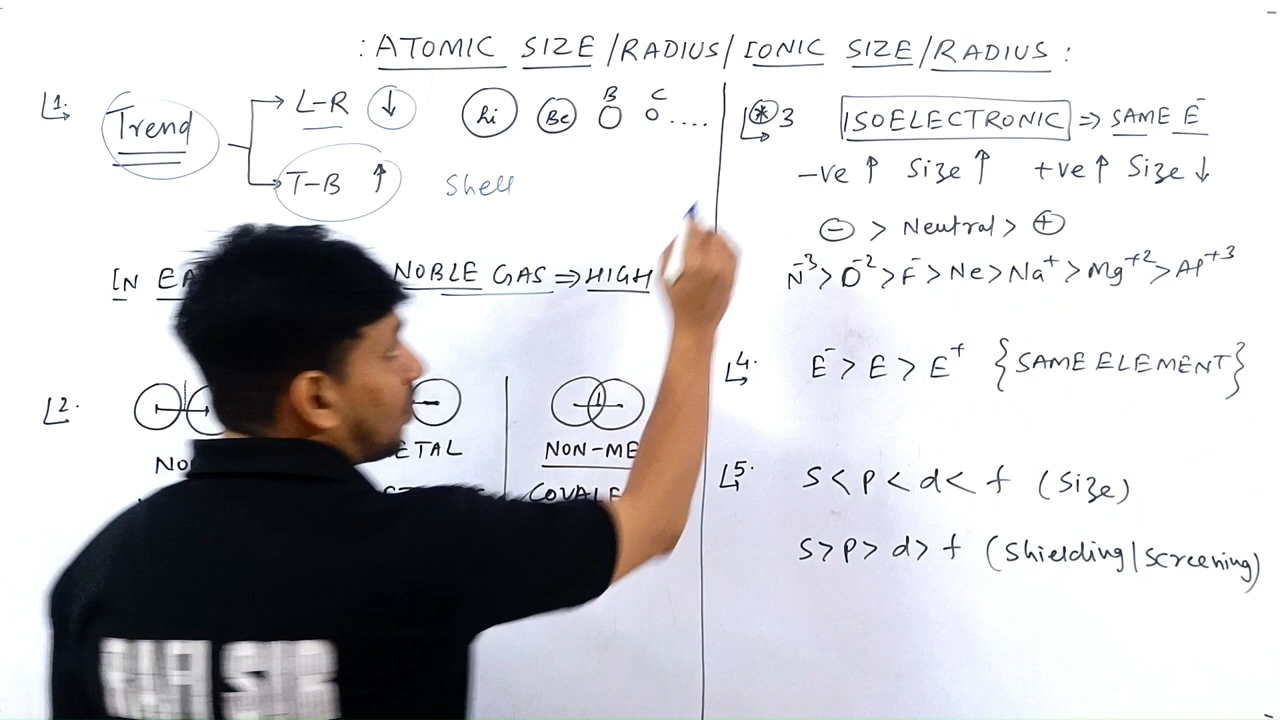 : ATOMIC SIZE /RADIUS/ IONIC SIZE/RADIUS :
1. Trend
L-R ↓
Li Be B C ....
T-B ↑ Shell
NOBLE GAS ⇒ HIGH
2.
ETAL
NON-ME
COVALE
* 3 ISOELECTRONIC ⇒ SAME E⁻
-ve ↑ Size ↑ +ve ↑ Size ↓
⊖ > Neutral > ⊕
N⁻³ > O⁻² > F⁻ > Ne > Na⁺ > Mg⁺² > Al⁺³
4. E⁻ > E > E⁺ {SAME ELEMENT}
5. S < P < d < f (Size)
S > P > d > f (Shielding/Screening)